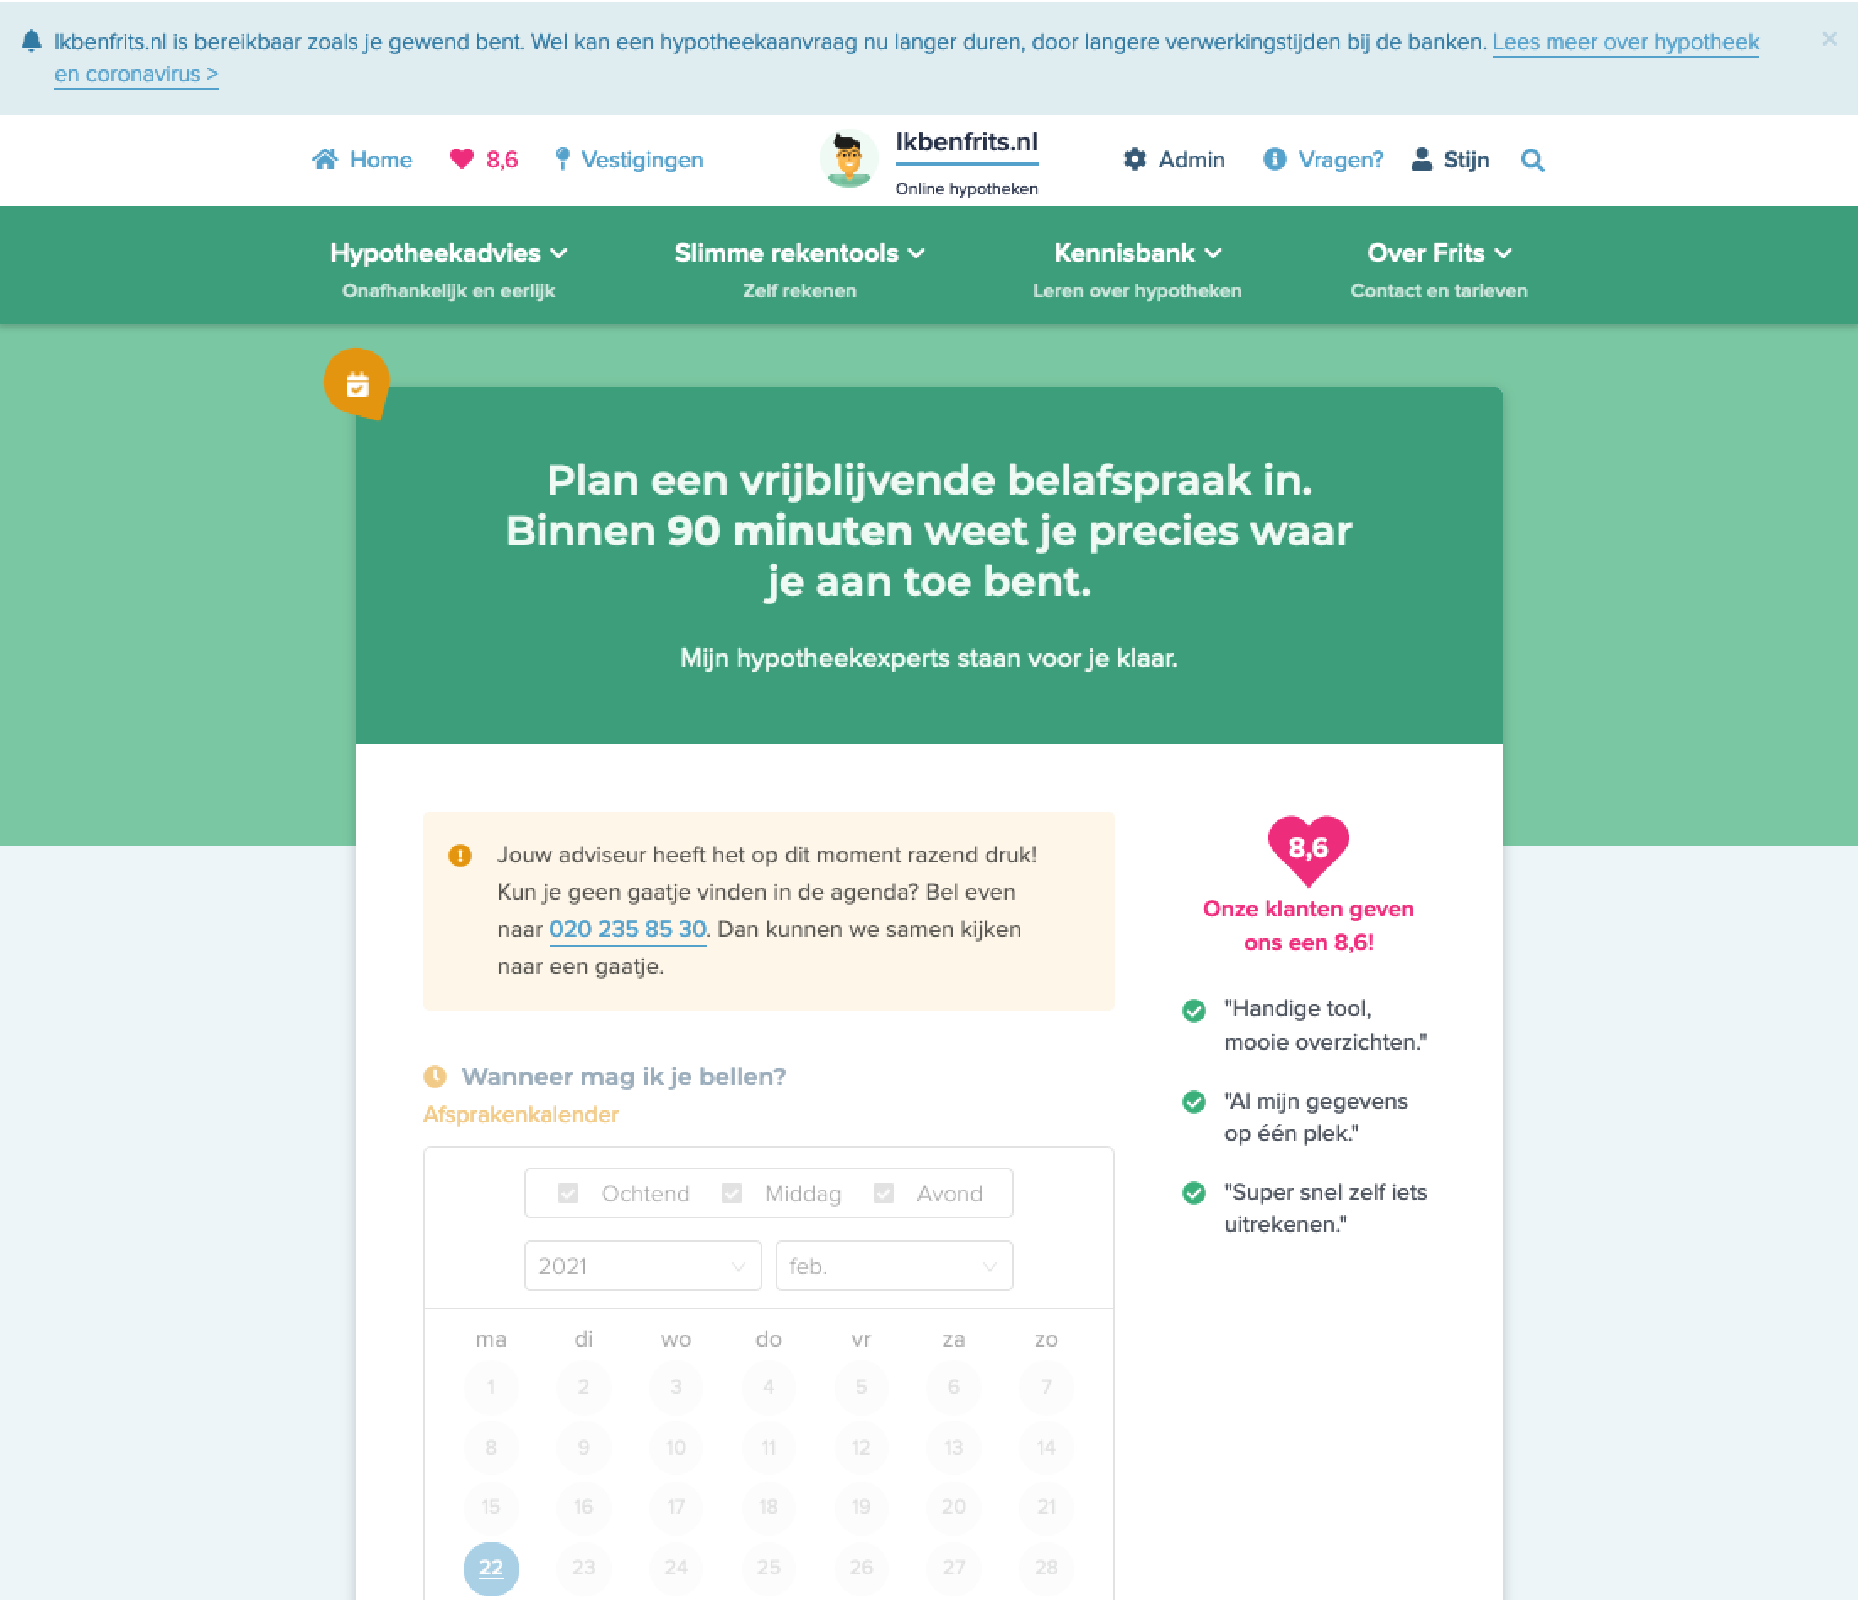 Ikbenfrits.nl is bereikbaar zoals je gewend bent. Wel kan een hypotheekaanvraag nu langer duren, door langere verwerkingstijden bij de banken. Lees meer over hypotheek
en coronavirus >
Home 8,6 Vestigingen
Ikbenfrits.nl
Online hypotheken
Admin Vragen? Stijn
Hypotheekadvies Slimme rekentools Kennisbank Over Frits
Onafhankelijk en eerlijk Zelf rekenen Leren over hypotheken Contact en tarieven
Plan een vrijblijvende belafspraak in.
Binnen 90 minuten weet je precies waar
je aan toe bent.
Mijn hypotheekexperts staan voor je klaar.
Jouw adviseur heeft het op dit moment razend druk!
Kun je geen gaatje vinden in de agenda? Bel even
naar 020 235 85 30. Dan kunnen we samen kijken
naar een gaatje.
Wanneer mag ik je bellen?
Afsprakenkalender
Ochtend Middag Avond
2021 feb.
ma di wo do vr za zo
1 2 3 4 5 6 7
8 9 10 11 12 13 14
15 16 17 18 19 20 21
22 23 24 25 26 27 28
8,6
Onze klanten geven
ons een 8,6!
"Handige tool,
mooie overzichten."
"Al mijn gegevens
op één plek."
"Super snel zelf iets
uitrekenen."